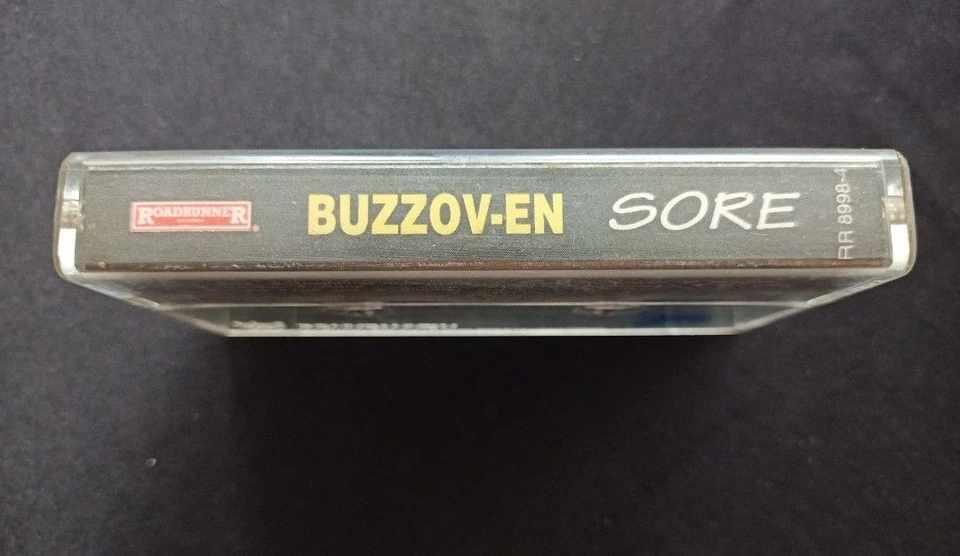 ROADRUNNER
BUZZOV-EN
SORE
RR 8998-4